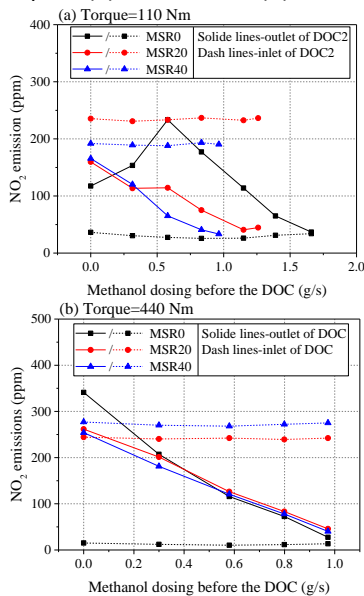 (a) Torque=110 Nm
MSR0
Solide lines-outlet of DOC2
MSR20
Dash lines-inlet of DOC2
MSR40
400
300
200
100
0
NO2 emission (ppm)
0.0 0.5 1.0 1.5 2.0
Methanol dosing before the DOC (g/s)
(b) Torque=440 Nm
MSR0
Solide lines-outlet of DOC
MSR20
Dash lines-inlet of DOC
MSR40
500
400
300
200
100
0
NO2 emissions (ppm)
0.0 0.2 0.4 0.6 0.8 1.0
Methanol dosing before the DOC (g/s)